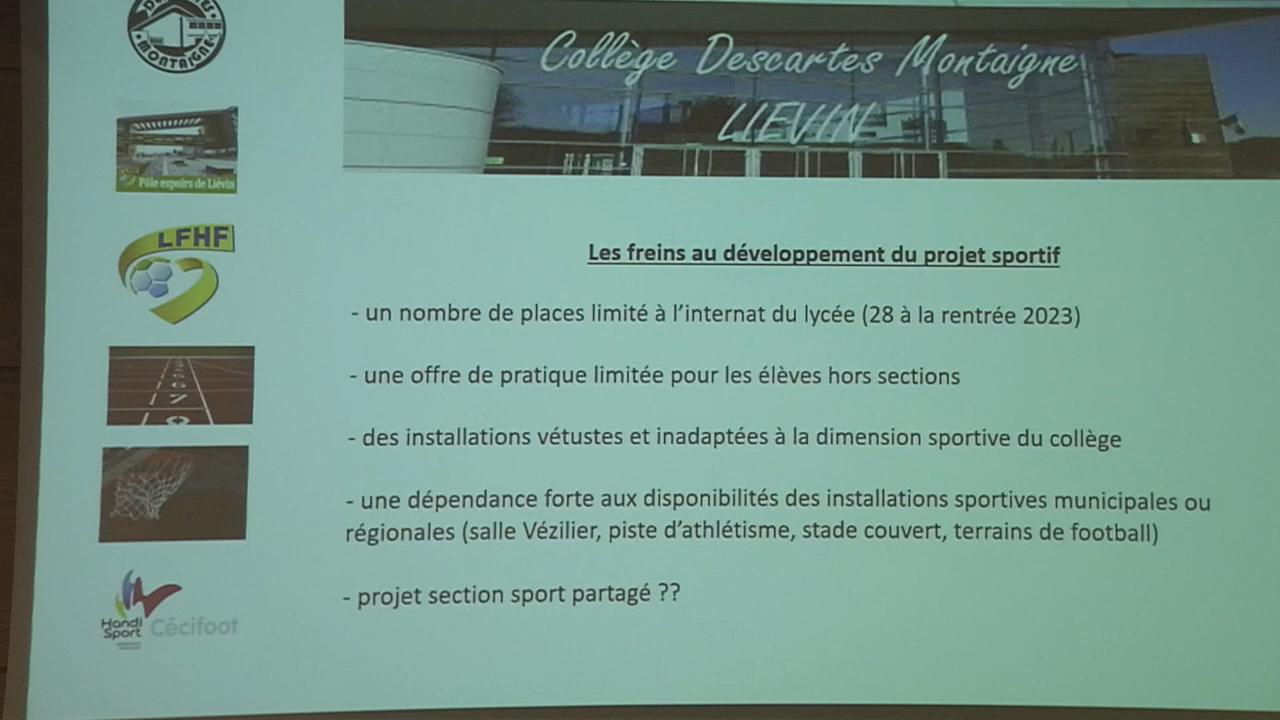 MONTAIGNE
Collège Descartes Montaigne
LIEVIN
Pôle espoirs de Liévin
LFHF
Les freins au développement du projet sportif
- un nombre de places limité à l'internat du lycée (28 à la rentrée 2023)
- une offre de pratique limitée pour les élèves hors sections
- des installations vétustes et inadaptées à la dimension sportive du collège
- une dépendance forte aux disponibilités des installations sportives municipales ou
régionales (salle Vézilier, piste d'athlétisme, stade couvert, terrains de football)
- projet section sport partagé ??
6
7
Handi
Sport
Cécifoot